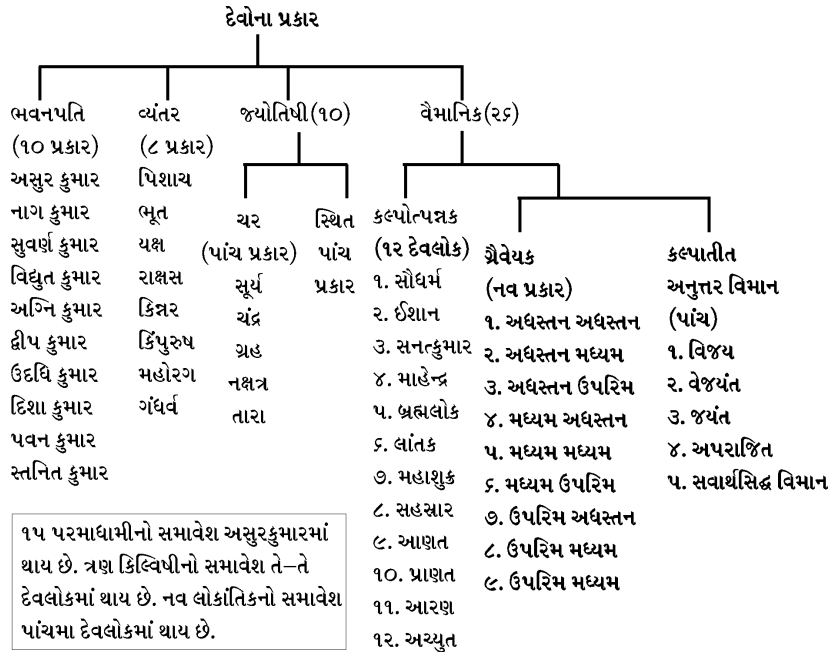 દેવોના પ્રકાર
ભવનપતિ
(૧૦ પ્રકાર)
અસુર કુમાર
નાગ કુમાર
સુવર્ણ કુમાર
વિદ્યુત કુમાર
અગ્નિ કુમાર
દ્વીપ કુમાર
ઉદધિ કુમાર
દિશા કુમાર
પવન કુમાર
સ્તનિત કુમાર
વ્યંતર
(૮ પ્રકાર)
પિશાચ
ભૂત
યક્ષ
રાક્ષસ
કિન્નર
કિંપુરુષ
મહોરગ
ગંધર્વ
જ્યોતિષી(૧૦)
ચર
(પાંચ પ્રકાર)
સૂર્ય
ચંદ્ર
ગ્રહ
નક્ષત્ર
તારા
સ્થિત
પાંચ
પ્રકાર
વૈમાનિક(૨૬)
કલ્પોત્પન્નક
(૧૨ દેવલોક)
૧. સૌધર્મ
૨. ઈશાન
૩. સનત્કુમાર
૪. માહેન્દ્ર
૫. બ્રહ્મલોક
૬. લાંતક
૭. મહાશુક્ર
૮. સહસ્રાર
૯. આણત
૧૦. પ્રાણત
૧૧. આરણ
૧૨. અચ્યુત
ગ્રૈવેયક
(નવ પ્રકાર)
૧. અધસ્તન અધસ્તન
૨. અધસ્તન મધ્યમ
૩. અધસ્તન ઉપરિમ
૪. મધ્યમ અધસ્તન
૫. મધ્યમ મધ્યમ
૬. મધ્યમ ઉપરિમ
૭. ઉપરિમ અધસ્તન
૮. ઉપરિમ મધ્યમ
૯. ઉપરિમ મધ્યમ
કલ્પાતીત
અનુત્તર વિમાન
(પાંચ)
૧. વિજય
૨. વેજયંત
૩. જયંત
૪. અપરાજિત
૫. સવાર્થસિદ્ધ વિમાન
૧૫ પરમાધામીનો સમાવેશ અસુરકુમારમાં
થાય છે. ત્રણ કિલ્વિષીનો સમાવેશ તે–તે
દેવલોકમાં થાય છે. નવ લોકાંતિકનો સમાવેશ
પાંચમા દેવલોકમાં થાય છે.